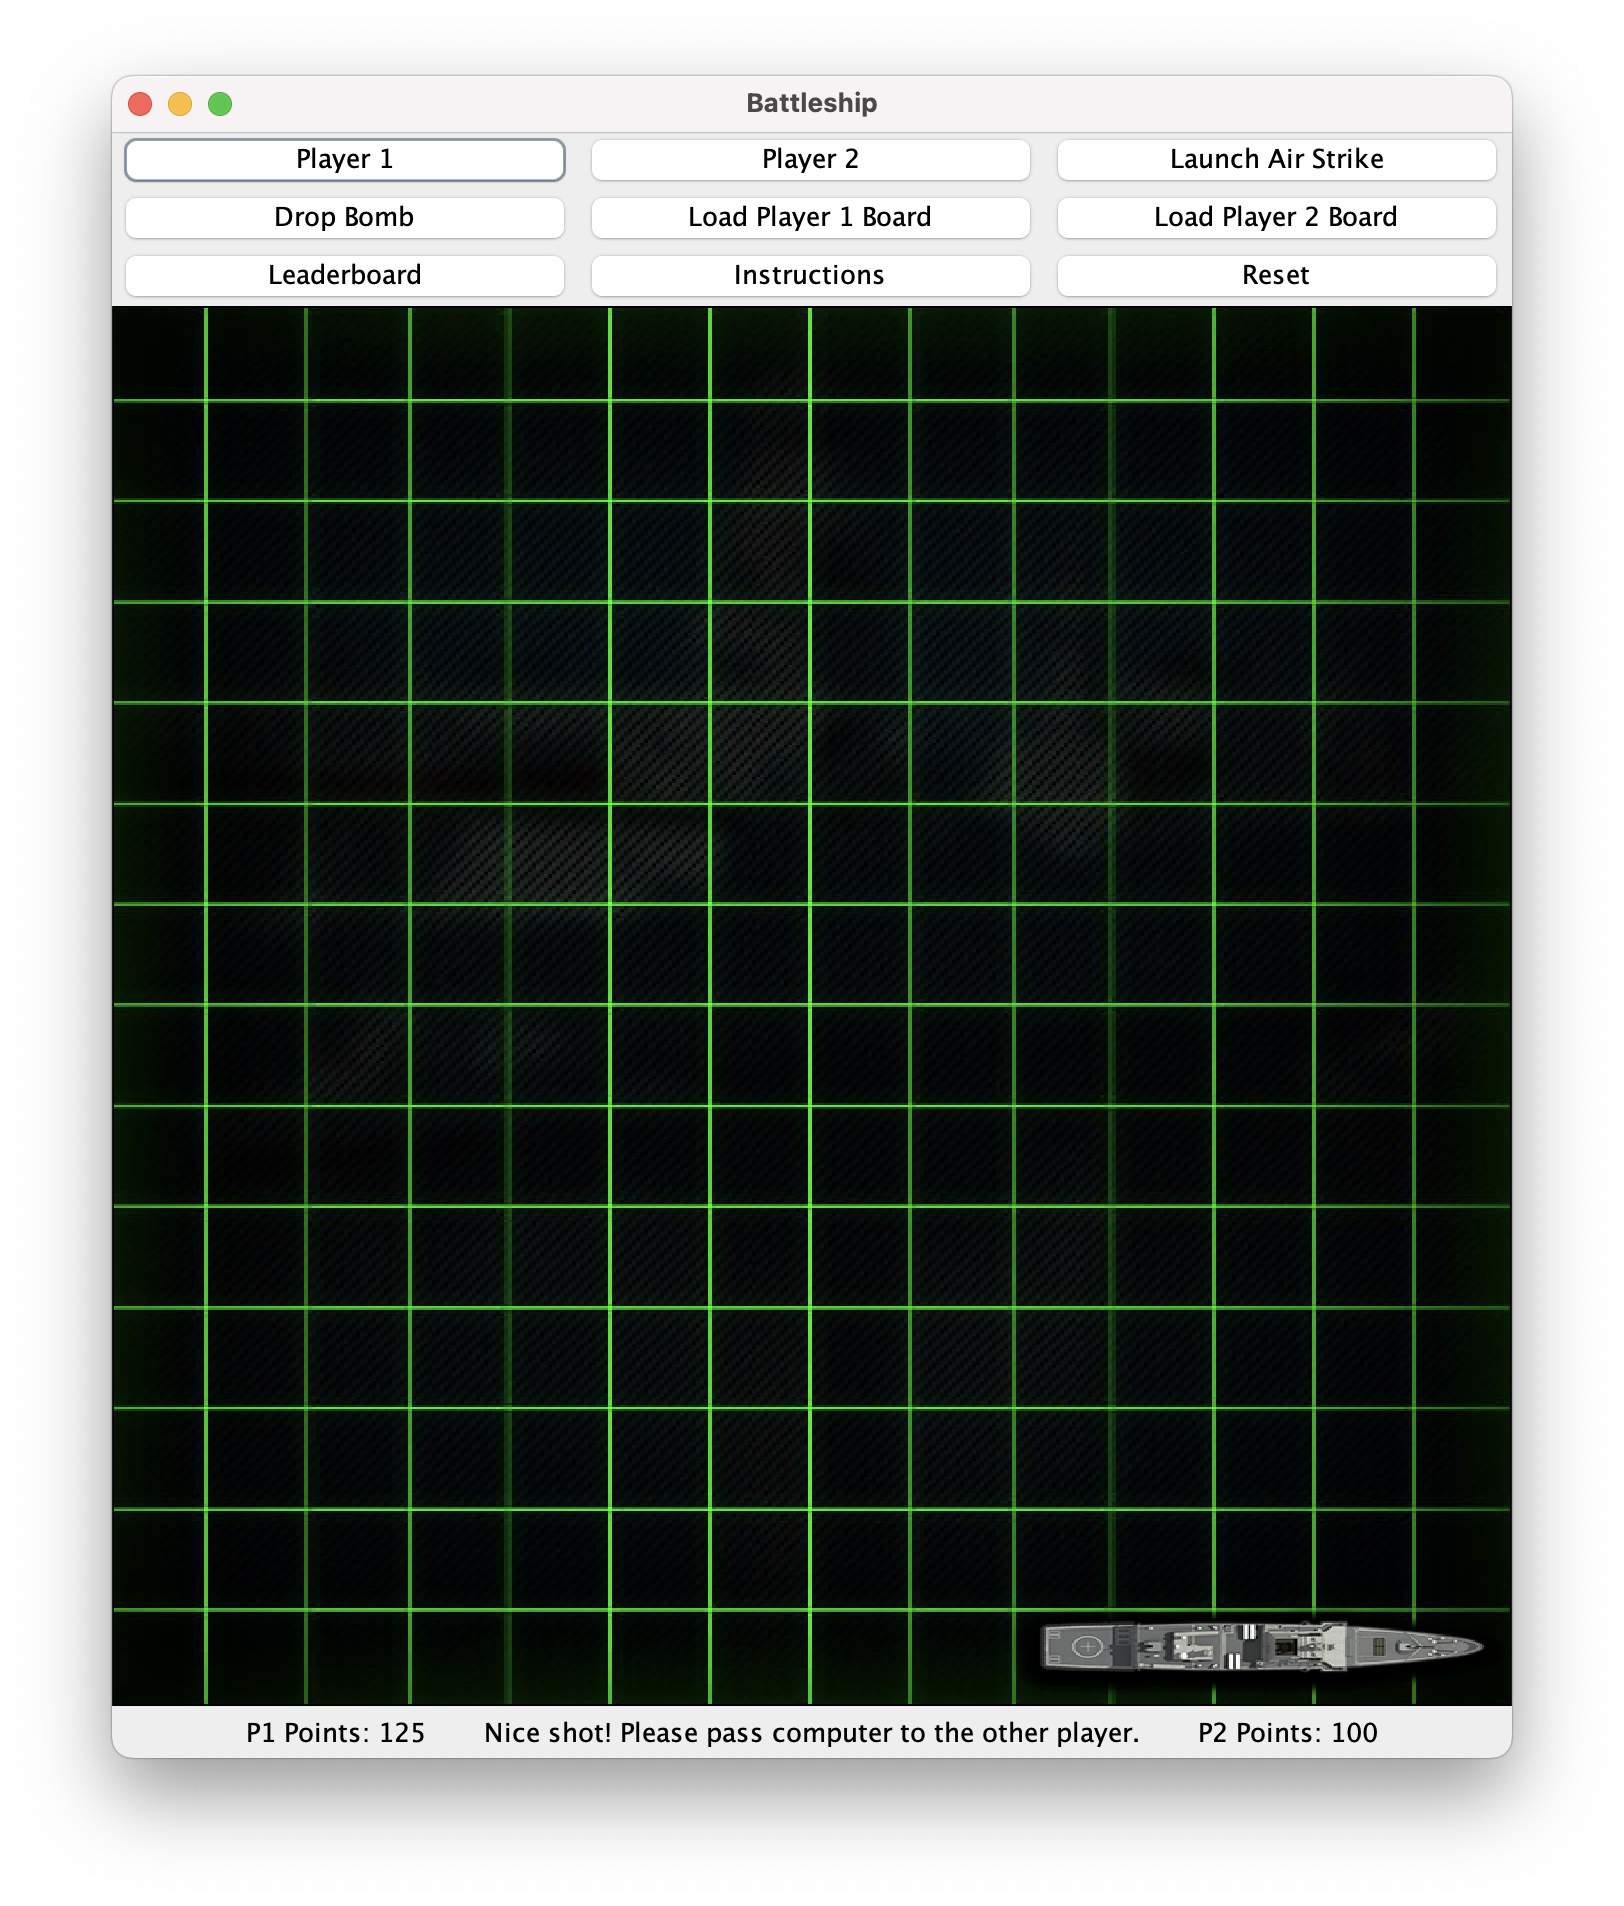 Battleship
Player 1 Player 2 Launch Air Strike
Drop Bomb Load Player 1 Board Load Player 2 Board
Leaderboard Instructions Reset
P1 Points: 125 Nice shot! Please pass computer to the other player. P2 Points: 100